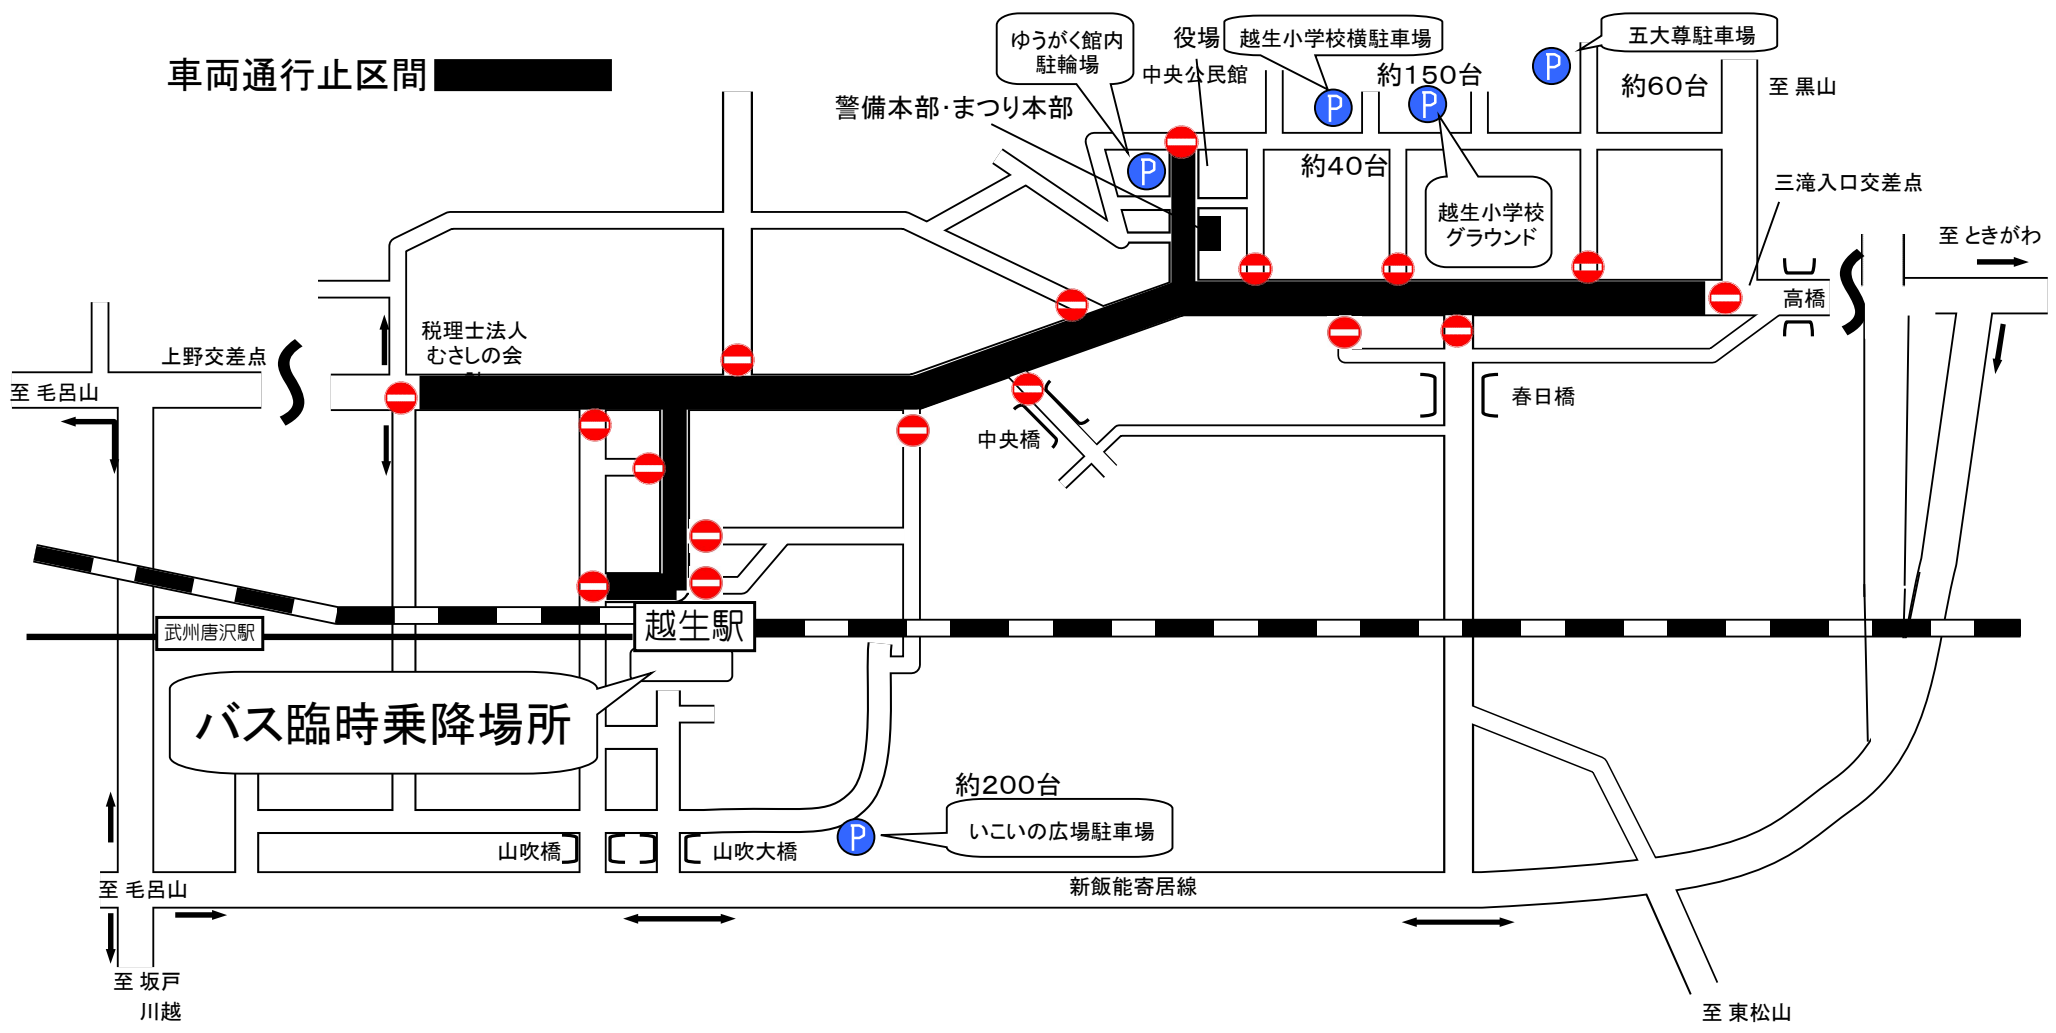 車両通行止区間
ゆうがく館内
駐輪場
役場
中央公民館
越生小学校横駐車場
約150台
五大尊駐車場
約60台
至 黒山
警備本部・まつり本部
約40台
越生小学校
グラウンド
三滝入口交差点
至 ときがわ
高橋
税理士法人
むさしの会
上野交差点
至 毛呂山
中央橋
春日橋
武州唐沢駅
越生駅
バス臨時乗降場所
約200台
いこいの広場駐車場
山吹橋
山吹大橋
新飯能寄居線
至 毛呂山
至 坂戸
川越
至 東松山
P
P
P
P
P